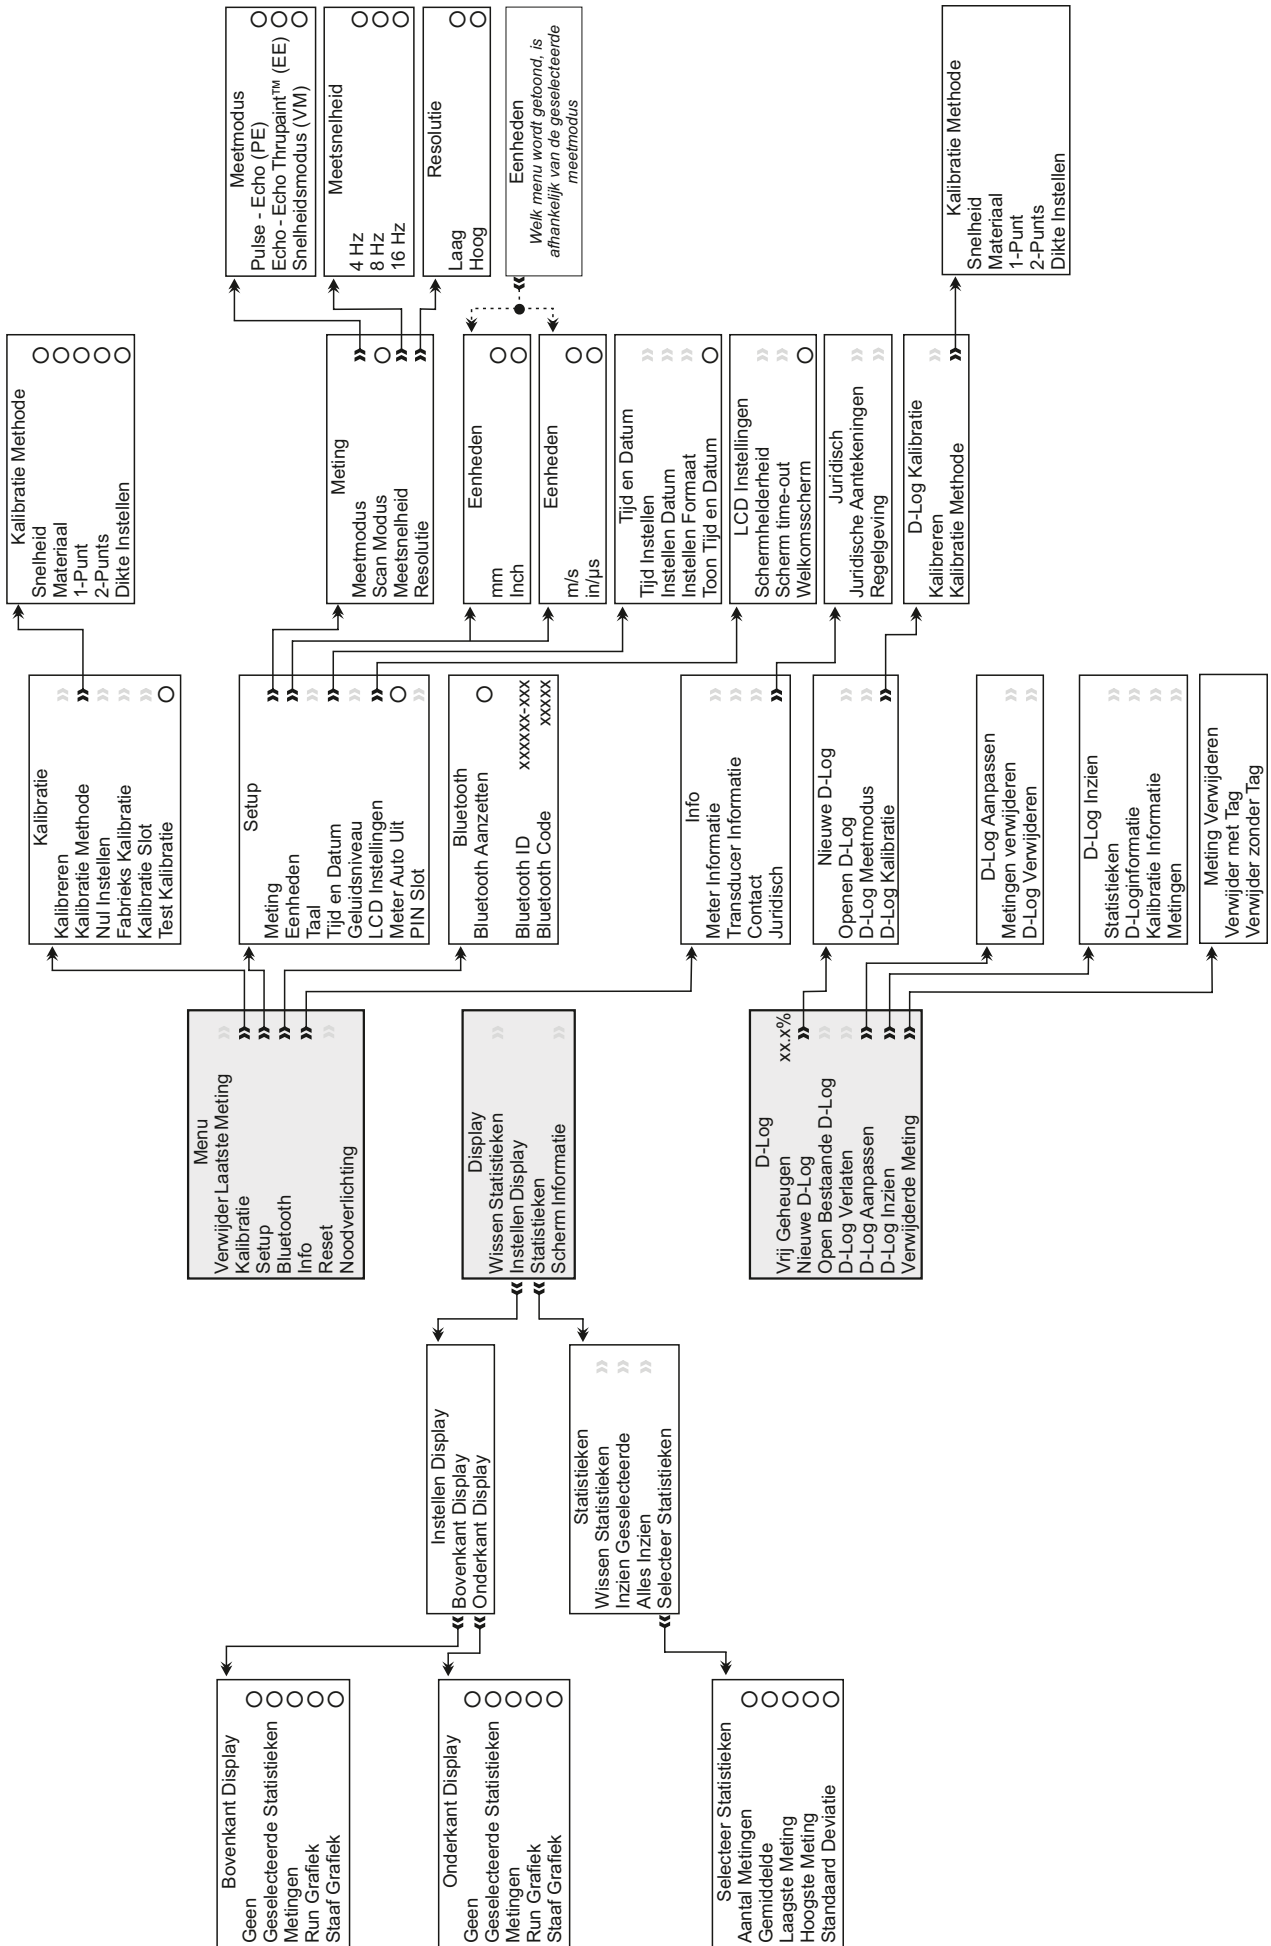 Bovenkant Display
Geen
Geselecteerde Statistieken
Metingen
Run Grafiek
Staaf Grafiek
Onderkant Display
Geen
Geselecteerde Statistieken
Metingen
Run Grafiek
Staaf Grafiek
Selecteer Statistieken
Aantal Metingen
Gemiddelde
Laagste Meting
Hoogste Meting
Standaard Deviatie
Instellen Display
Bovenkant Display
Onderkant Display
Statistieken
Wissen Statistieken
Inzien Geselecteerde
Alles Inzien
Selecteer Statistieken
Menu
Verwijder Laatste Meting
Kalibratie
Setup
Bluetooth
Info
Reset
Noodverlichting
Display
Wissen Statistieken
Instellen Display
Statistieken
Scherm Informatie
D-Log
Vrij Geheugen xx.x%
Nieuwe D-Log
Open Bestaande D-Log
D-Log Verlaten
D-Log Aanpassen
D-Log Inzien
Verwijderde Meting
Kalibratie
Kalibreren
Kalibratie Methode
Nul Instellen
Fabrieks Kalibratie
Kalibratie Slot
Test Kalibratie
Setup
Meting
Eenheden
Taal
Tijd en Datum
Geluidsniveau
LCD Instellingen
Meter Auto Uit
PIN Slot
Bluetooth
Bluetooth Aanzetten
Bluetooth ID xxxxxx-xxx
Bluetooth Code xxxxx
Info
Meter Informatie
Transducer Informatie
Contact
Juridisch
Nieuwe D-Log
Openen D-Log
D-Log Meetmodus
D-Log Kalibratie
D-Log Aanpassen
Metingen verwijderen
D-Log Verwijderen
D-Log Inzien
Statistieken
D-Loginformatie
Kalibratie Informatie
Metingen
Meting Verwijderen
Verwijder met Tag
Verwijder zonder Tag
Kalibratie Methode
Snelheid
Materiaal
1-Punt
2-Punts
Dikte Instellen
Meting
Meetmodus
Scan Modus
Meetsnelheid
Resolutie
Eenheden
mm
Inch
Eenheden
m/s
in/µs
Tijd en Datum
Tijd Instellen
Instellen Datum
Instellen Formaat
Toon Tijd en Datum
LCD Instellingen
Schermhelderheid
Scherm time-out
Welkomsscherm
Juridisch
Juridische Aantekeningen
Regelgeving
D-Log Kalibratie
Kalibreren
Kalibratie Methode
Meetmodus
Pulse - Echo (PE)
Echo - Echo Thrupaint™ (EE)
Snelheidsmodus (VM)
Meetsnelheid
4 Hz
8 Hz
16 Hz
Resolutie
Laag
Hoog
Eenheden
Welk menu wordt getoond, is
afhankelijk van de geselecteerde
meetmodus
Kalibratie Methode
Snelheid
Materiaal
1-Punt
2-Punts
Dikte Instellen